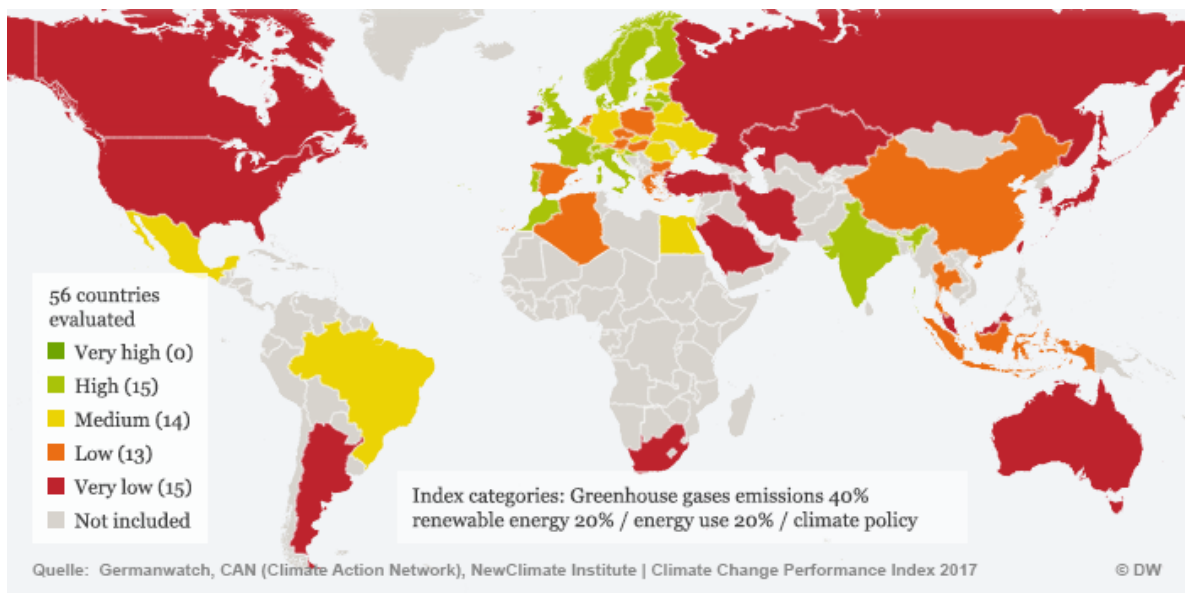 56 countries
evaluated
Very high (0)
High (15)
Medium (14)
Low (13)
Very low (15)
Not included
Index categories: Greenhouse gases emissions 40%
renewable energy 20% / energy use 20% / climate policy
Quelle: Germanwatch, CAN (Climate Action Network), NewClimate Institute | Climate Change Performance Index 2017 © DW